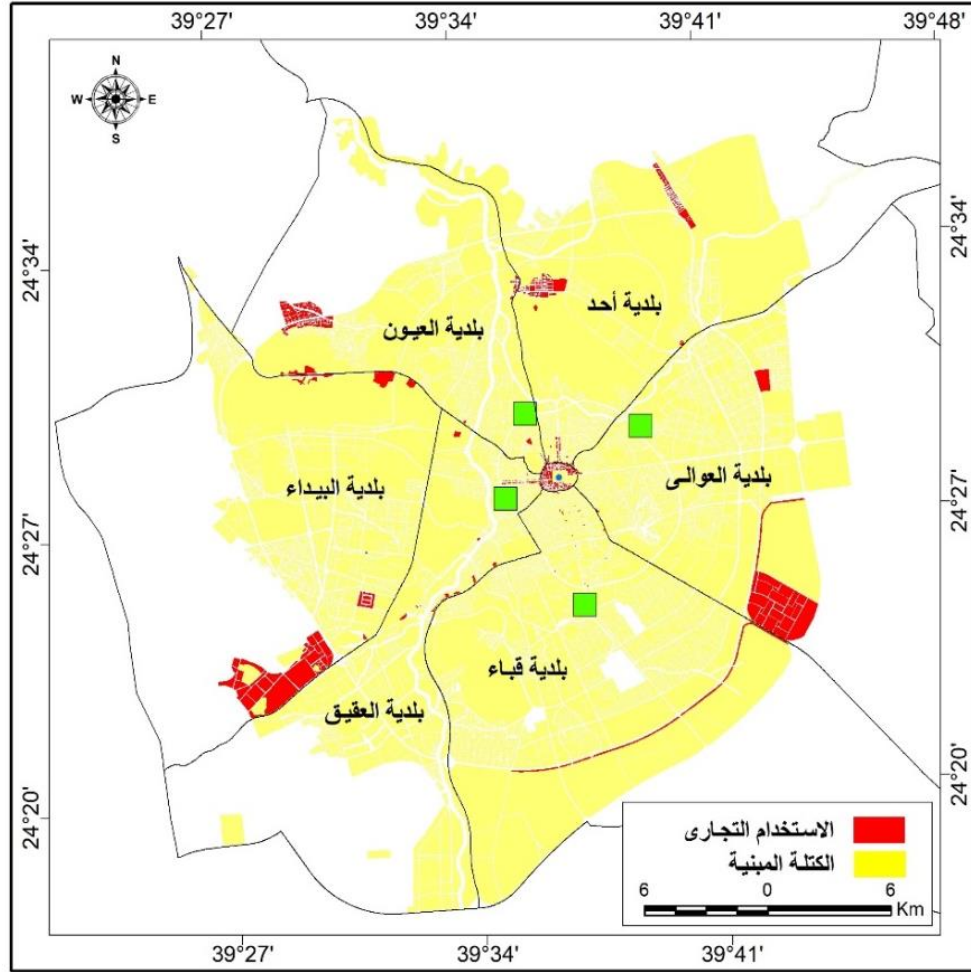 39°27' 39°34' 39°41' 39°48'
N
W E
S
24°34' 24°34'
بلدية أحد
بلدية العيون
بلدية العوالى
بلدية البيداء
24°27' 24°27'
بلدية قباء
بلدية العقيق
24°20' 24°20'
الاستخدام التجارى
الكتلة المبنية
6 0 6
Km
39°27' 39°34' 39°41'